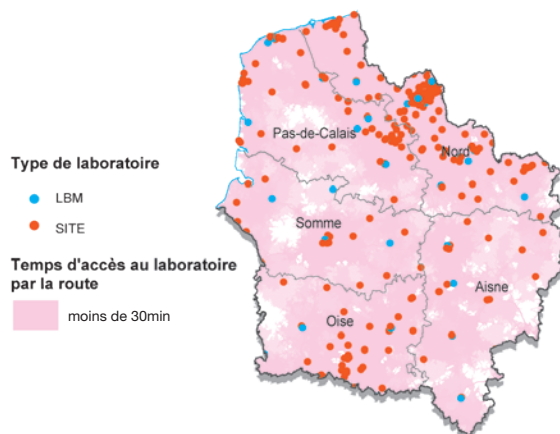 Pas-de-Calais
Nord
Type de laboratoire
LBM
SITE
Somme
Temps d'accès au laboratoire
par la route
Aisne
moins de 30min
Oise